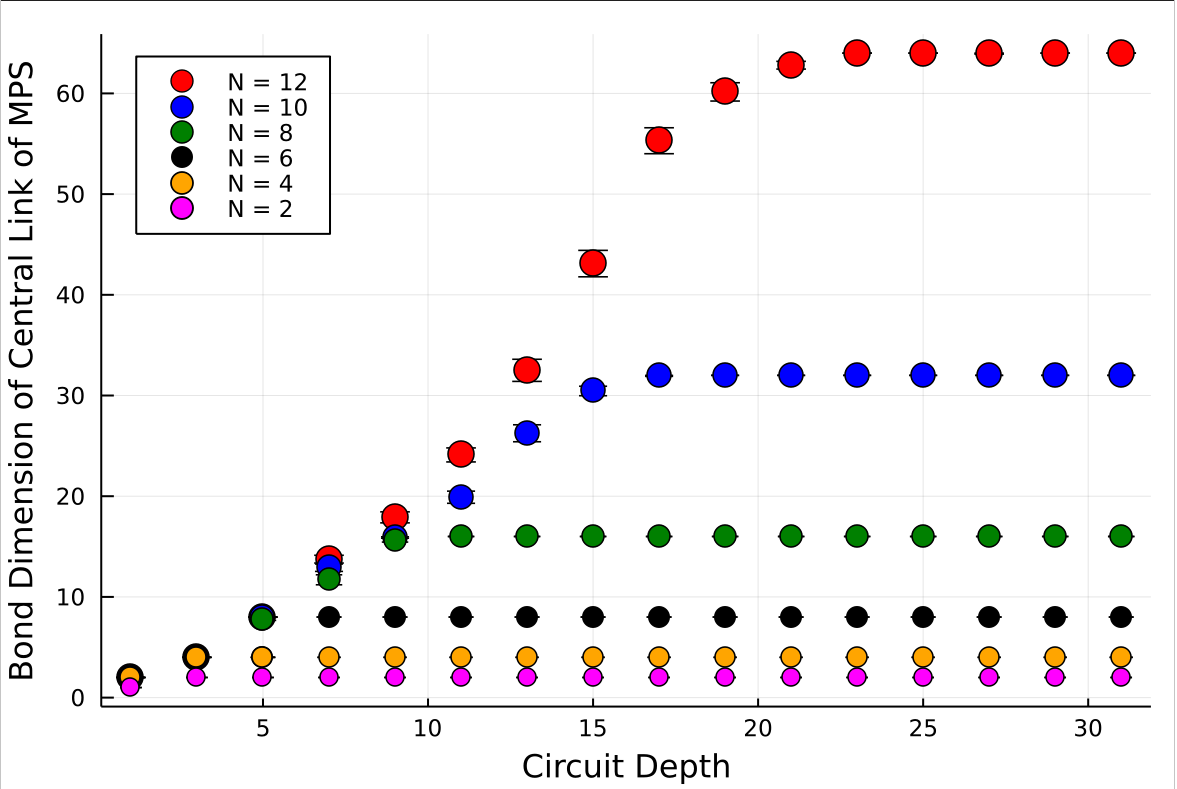 Bond Dimension of Central Link of MPS
60
50
40
30
20
10
0
N = 12
N = 10
N = 8
N = 6
N = 4
N = 2
5 10 15 20 25 30
Circuit Depth